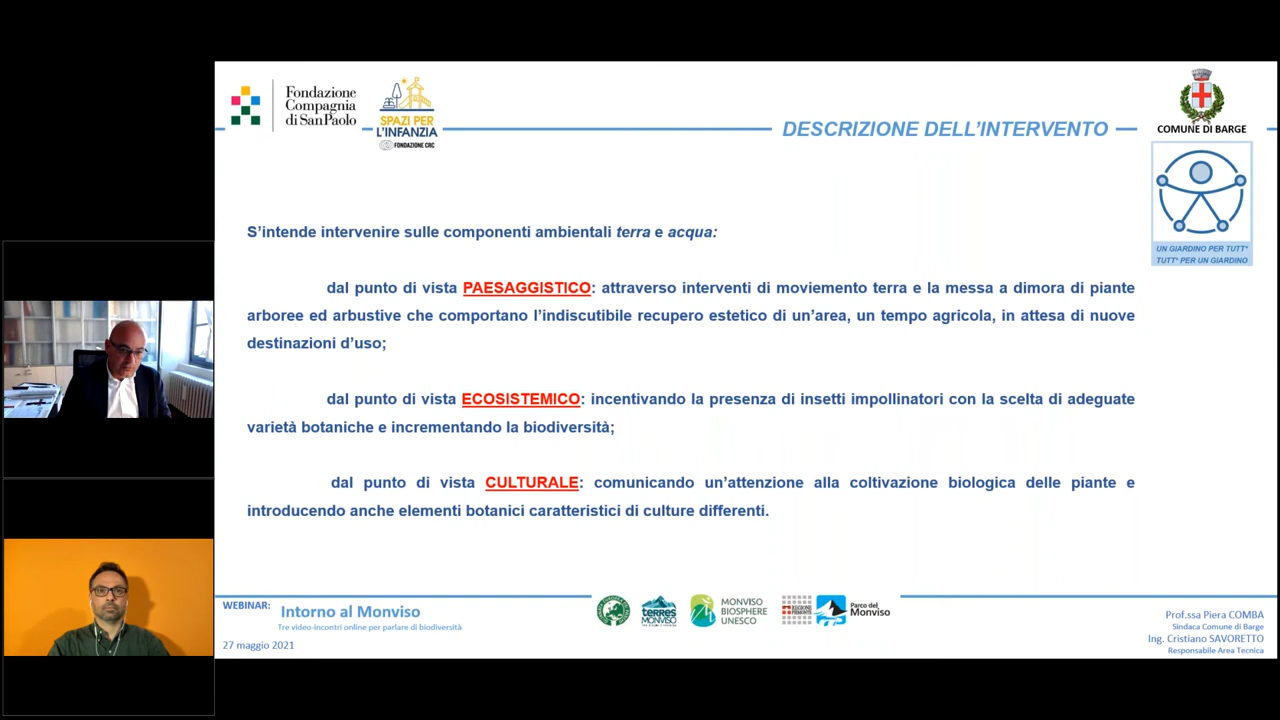 Fondazione
Compagnia
di San Paolo
SPAZI PER
L'INFANZIA
FONDAZIONE CRC
DESCRIZIONE DELL'INTERVENTO
COMUNE DI BARGE
UN GIARDINO PER TUTT*
TUTT* PER UN GIARDINO
S'intende intervenire sulle componenti ambientali terra e acqua:
dal punto di vista PAESAGGISTICO: attraverso interventi di moviemento terra e la messa a dimora di piante
arboree ed arbustive che comportano l'indiscutibile recupero estetico di un'area, un tempo agricola, in attesa di nuove
destinazioni d'uso;
dal punto di vista ECOSISTEMICO: incentivando la presenza di insetti impollinatori con la scelta di adeguate
varietà botaniche e incrementando la biodiversità;
dal punto di vista CULTURALE: comunicando un'attenzione alla coltivazione biologica delle piante e
introducendo anche elementi botanici caratteristici di culture differenti.
WEBINAR:
Intorno al Monviso
Tre video-incontri online per parlare di biodiversità
27 maggio 2021
terres
MONVISO
MONVISO
BIOSPHERE
UNESCO
REGIONE
PIEMONTE
Parco del
Monviso
Prof.ssa Piera COMBA
Sindaca Comune di Barge
Ing. Cristiano SAVORETTO
Responsabile Area Tecnica